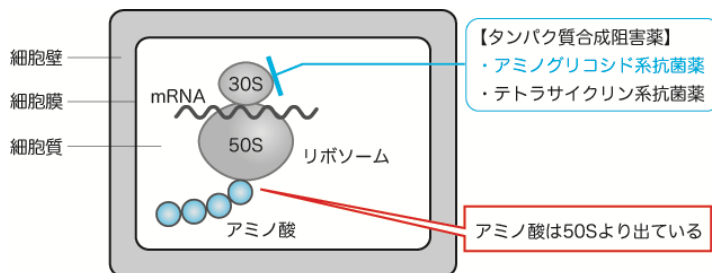 細胞壁
細胞膜
細胞質
mRNA
30S
50S
リボソーム
アミノ酸
【タンパク質合成阻害薬】
・アミノグリコシド系抗菌薬
・テトラサイクリン系抗菌薬
アミノ酸は50Sより出ている